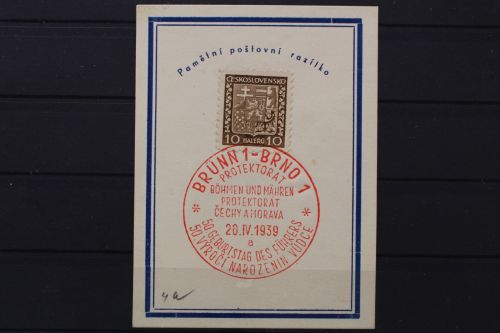 Pamětní poštovní razítko
ČESKOSLOVENSKO
10 HALÉŘŮ 10
BRÜNN 1 - BRNO 1
PROTEKTORAT
BÖHMEN UND MÄHREN
PROTEKTORÁT
ČECHY A MORAVA
* 20.IV.1939 *
a
50 GEBURTSTAG DES FÜHRERS
50 VÝROČÍ NAROZENIN VŮDCE